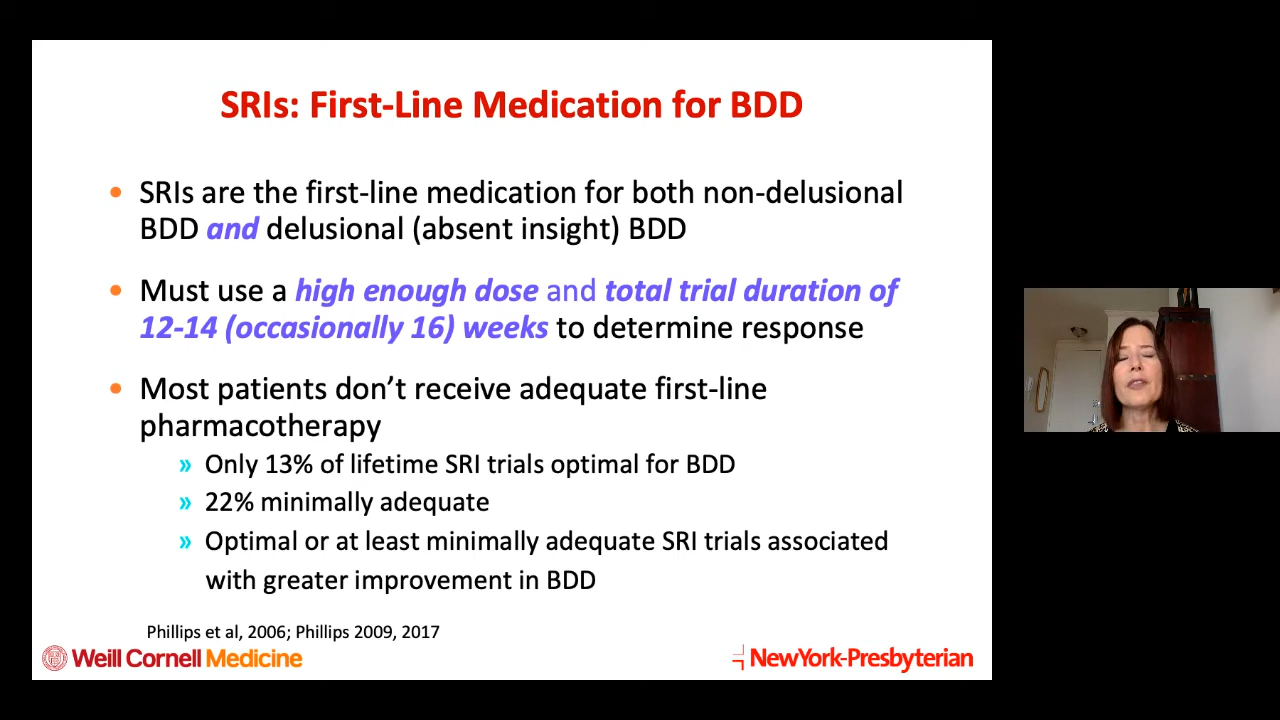 SRIs: First-Line Medication for BDD
• SRIs are the first-line medication for both non-delusional
BDD and delusional (absent insight) BDD
• Must use a high enough dose and total trial duration of
12-14 (occasionally 16) weeks to determine response
• Most patients don’t receive adequate first-line
pharmacotherapy
» Only 13% of lifetime SRI trials optimal for BDD
» 22% minimally adequate
» Optimal or at least minimally adequate SRI trials associated
with greater improvement in BDD
Phillips et al, 2006; Phillips 2009, 2017
Weill Cornell Medicine
NewYork-Presbyterian